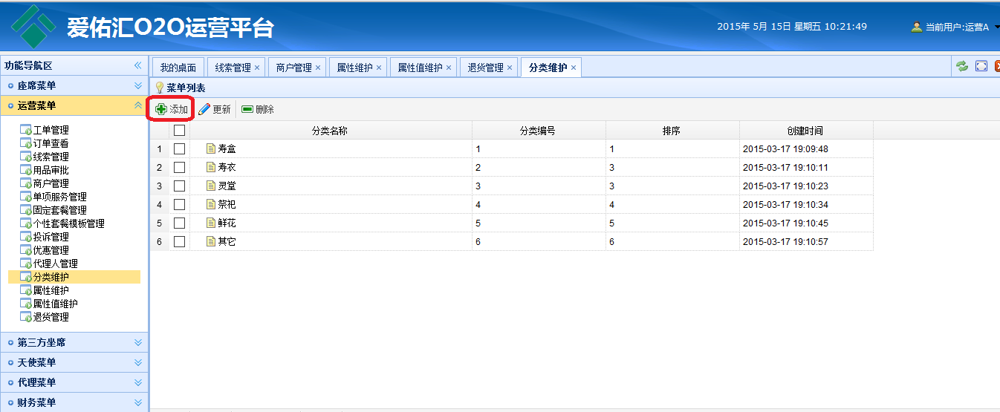 爱佑汇O2O运营平台
2015年 5月 15日 星期五 10:21:49
当前用户:运营A
功能导航区
座席菜单
运营菜单
工单管理
订单查看
线索管理
用品审批
商户管理
单项服务管理
固定套餐管理
个性套餐模板管理
投诉管理
优惠管理
代理人管理
分类维护
属性维护
属性值维护
退货管理
第三方坐席
天使菜单
代理菜单
财务菜单
我的桌面 线索管理 商户管理 属性维护 属性值维护 退货管理 分类维护
菜单列表
添加 更新 删除
分类名称 分类编号 排序 创建时间
1 寿盒 1 1 2015-03-17 19:09:48
2 寿衣 2 3 2015-03-17 19:10:11
3 灵堂 3 3 2015-03-17 19:10:23
4 祭祀 4 4 2015-03-17 19:10:34
5 鲜花 5 5 2015-03-17 19:10:45
6 其它 6 6 2015-03-17 19:10:57